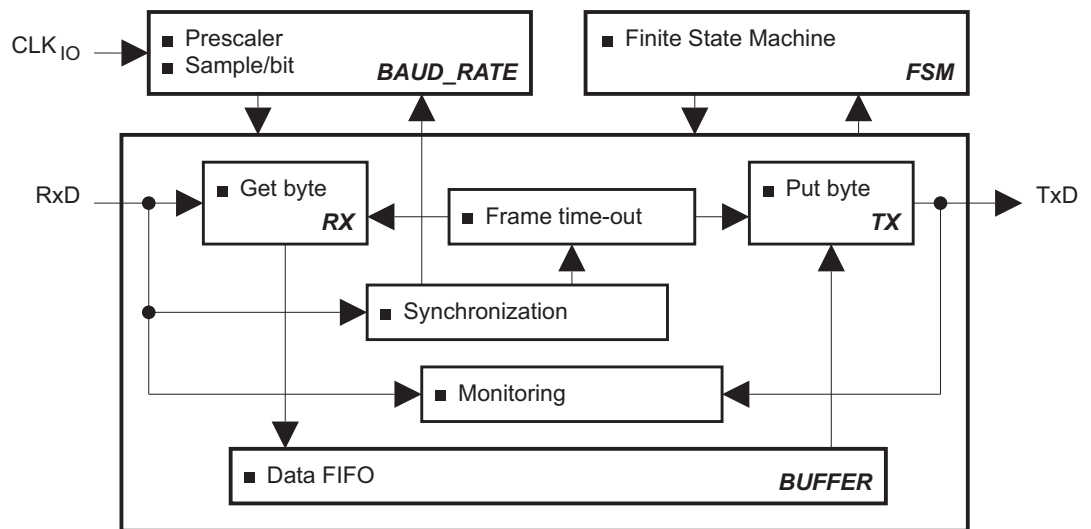 CLK IO
■ Prescaler
■ Sample/bit
BAUD_RATE
■ Finite State Machine
FSM
RxD
■ Get byte
RX
■ Frame time-out
■ Put byte
TX
TxD
■ Synchronization
■ Monitoring
■ Data FIFO
BUFFER